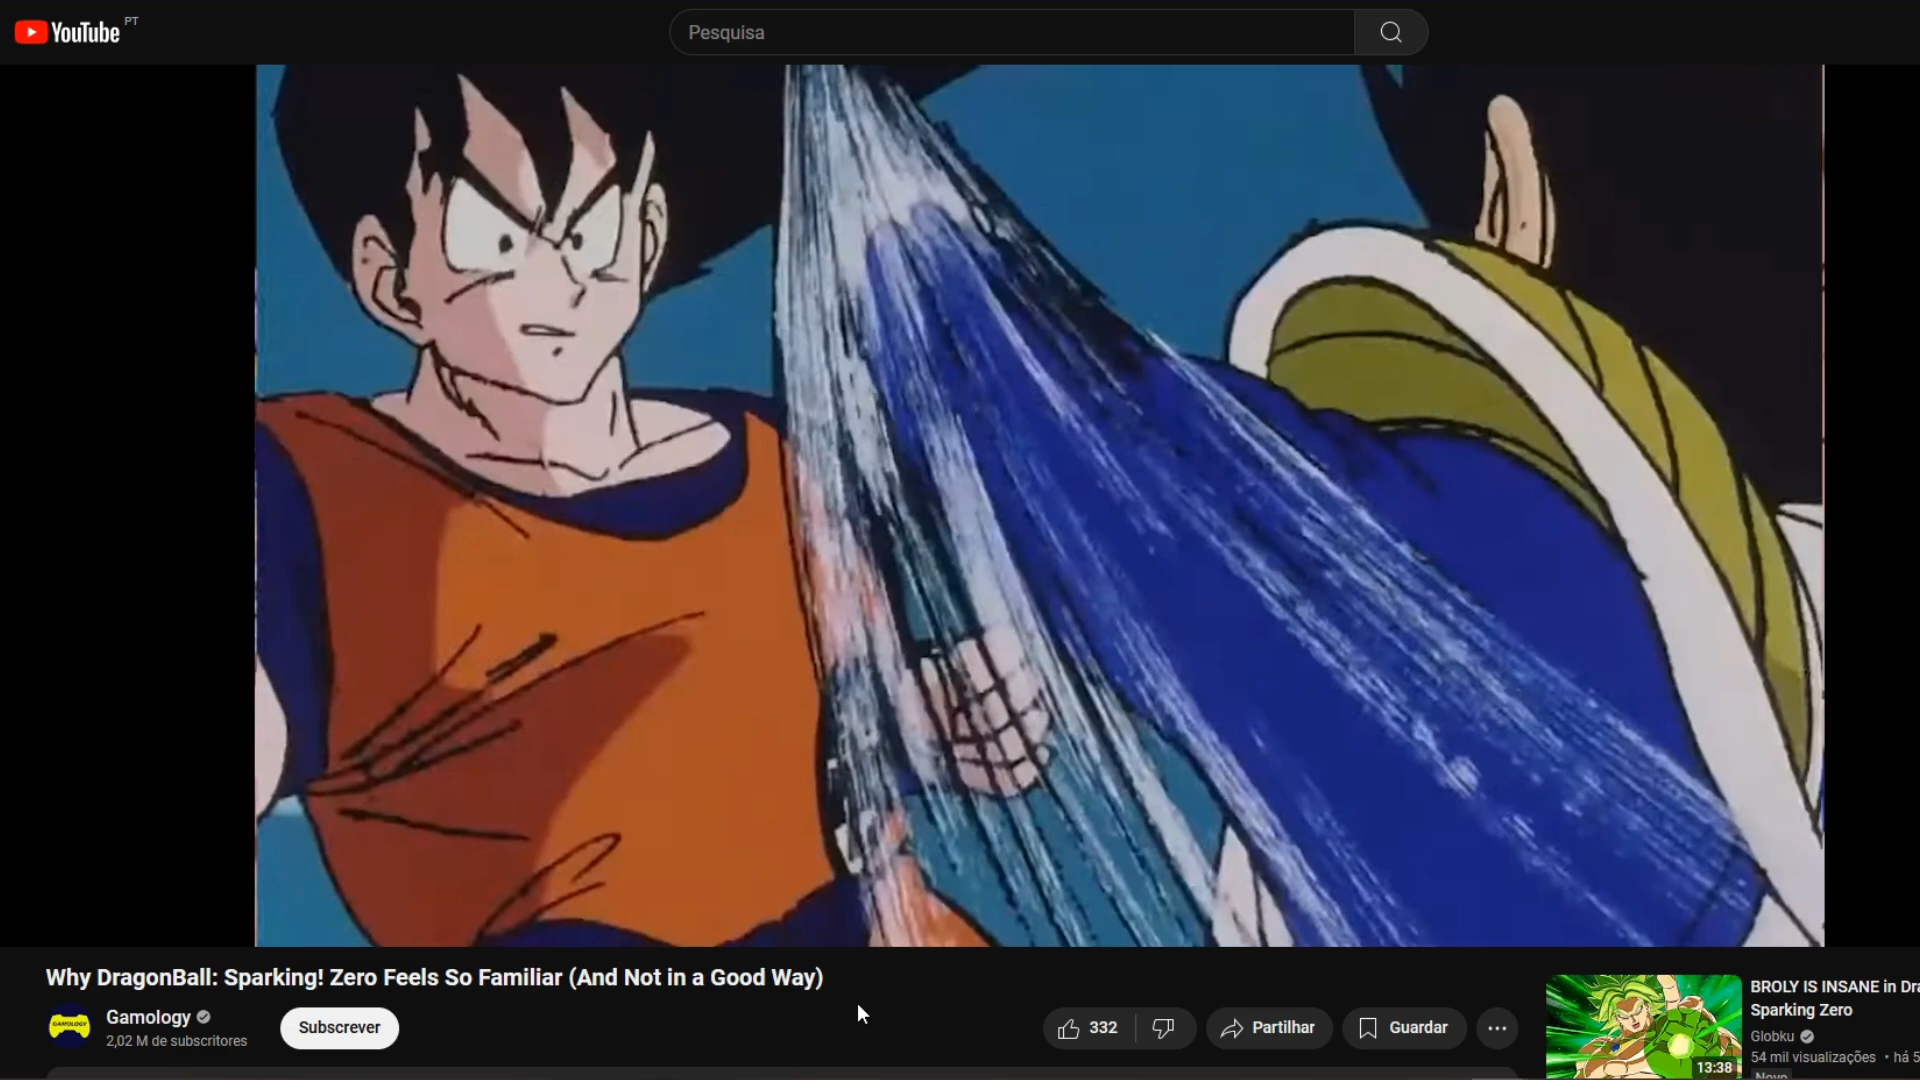 YouTube PT
Pesquisa
Why DragonBall: Sparking! Zero Feels So Familiar (And Not in a Good Way)
GAMOLOGY
Gamology
2,02 M de subscritores
Subscrever
332
Partilhar
Guardar
13:38
BROLY IS INSANE in Dra
Sparking Zero
Globku
54 mil visualizações • há 5
Novo